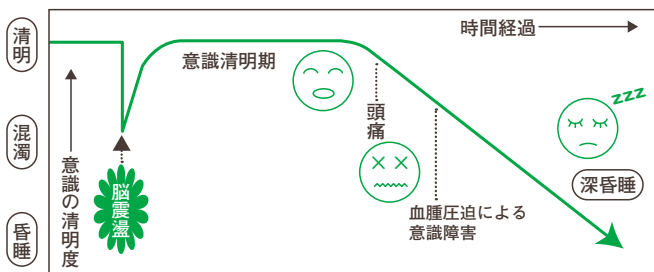 清明
混濁
昏睡
意識の清明度
脳震盪
意識清明期
時間経過
頭痛
血腫圧迫による
意識障害
zzz
深昏睡